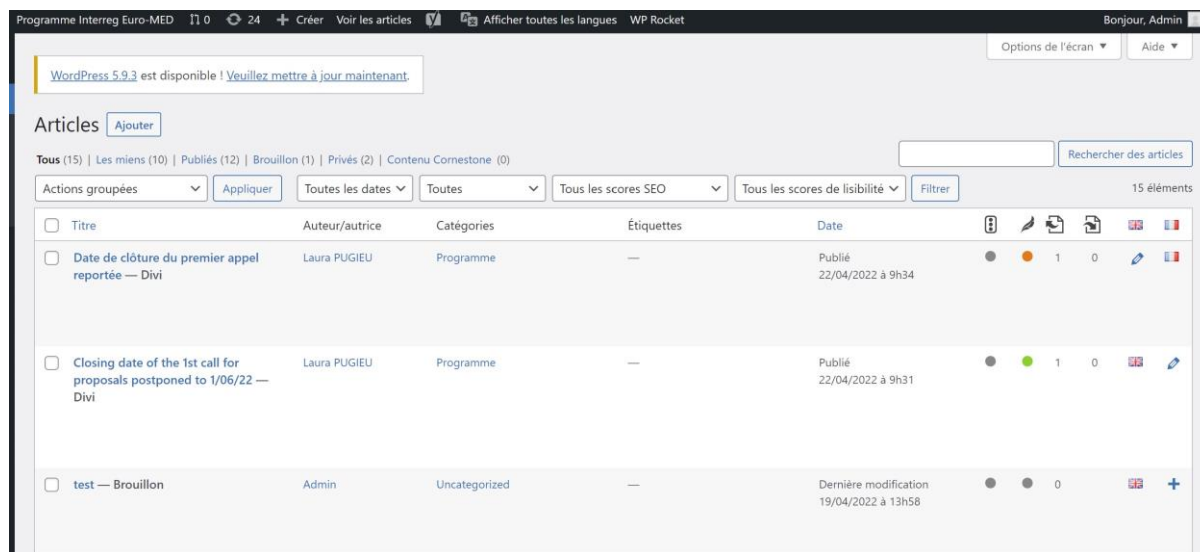 Programme Interreg Euro-MED 0 24 Créer Voir les articles Afficher toutes les langues WP Rocket Bonjour, Admin
Options de l'écran ▼ Aide ▼
WordPress 5.9.3 est disponible ! Veuillez mettre à jour maintenant.
Articles Ajouter
Tous (15) | Les miens (10) | Publiés (12) | Brouillon (1) | Privés (2) | Contenu Cornestone (0) Rechercher des articles
Actions groupées Appliquer Toutes les dates Toutes Tous les scores SEO Tous les scores de lisibilité Filtrer 15 éléments
Titre Auteur/autrice Catégories Étiquettes Date
Date de clôture du premier appel Laura PUGIEU Programme — Publié 1 0
reportée — Divi 22/04/2022 à 9h34
Closing date of the 1st call for Laura PUGIEU Programme — Publié 1 0
proposals postponed to 1/06/22 — 22/04/2022 à 9h31
Divi
test — Brouillon Admin Uncategorized — Dernière modification 0
19/04/2022 à 13h58